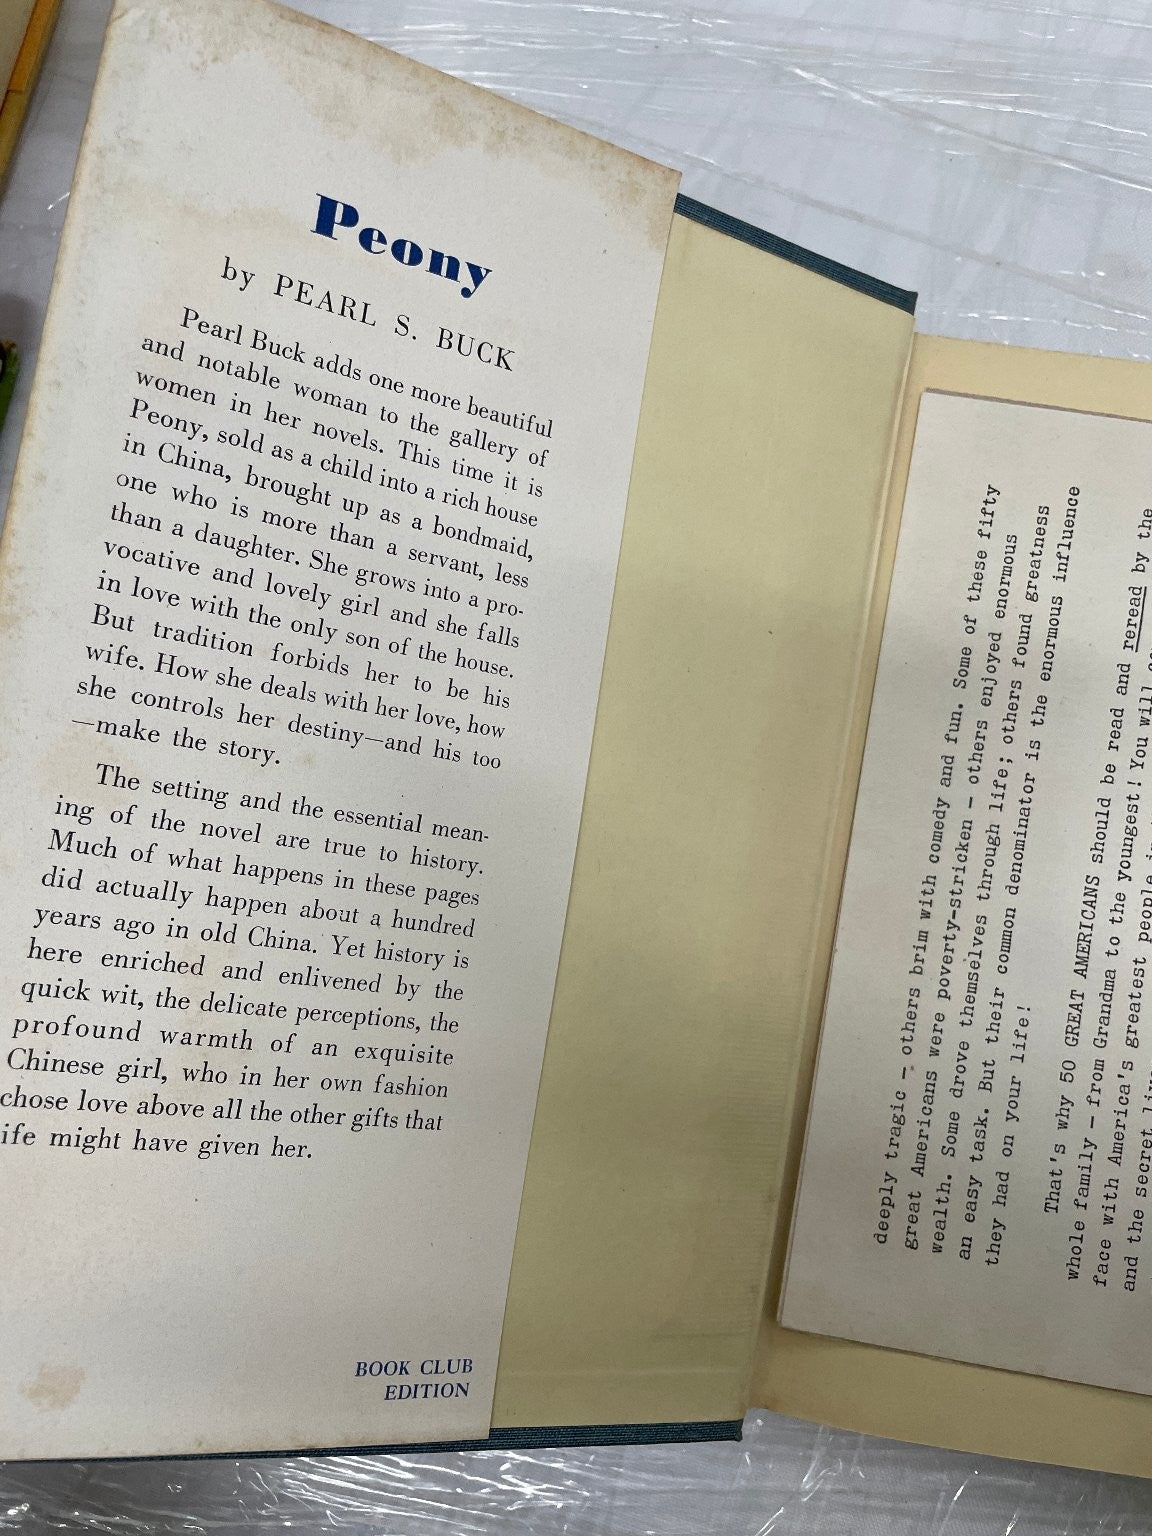 Peony
by PEARL S. BUCK
Pearl Buck adds one more beautiful
and notable woman to the gallery of
women in her novels. This time it is
Peony, sold as a child into a rich house
in China, brought up as a bondmaid,
one who is more than a servant, less
than a daughter. She grows into a pro-
vocative and lovely girl and she falls
in love with the only son of the house.
But tradition forbids her to be his
wife. How she deals with her love, how
she controls her destiny—and his too
—make the story.
The setting and the essential mean-
ing of the novel are true to history.
Much of what happens in these pages
did actually happen about a hundred
years ago in old China. Yet history is
here enriched and enlivened by the
quick wit, the delicate perceptions, the
profound warmth of an exquisite
Chinese girl, who in her own fashion
chose love above all the other gifts that
ife might have given her.
BOOK CLUB
EDITION
deeply tragic - others brim with comedy and fun. Some of these fifty
great Americans were poverty-stricken - others enjoyed enormous
wealth. Some drove themselves through life; others found greatness
an easy task. But their common denominator is the enormous influence
they had on your life!
That's why 50 GREAT AMERICANS should be read and reread by the
whole family - from Grandma to the youngest! You will
face with America's greatest people
and the secret